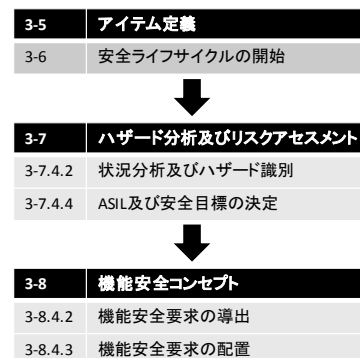 3-5 アイテム定義
3-6 安全ライフサイクルの開始
3-7 ハザード分析及びリスクアセスメント
3-7.4.2 状況分析及びハザード識別
3-7.4.4 ASIL及び安全目標の決定
3-8 機能安全コンセプト
3-8.4.2 機能安全要求の導出
3-8.4.3 機能安全要求の配置